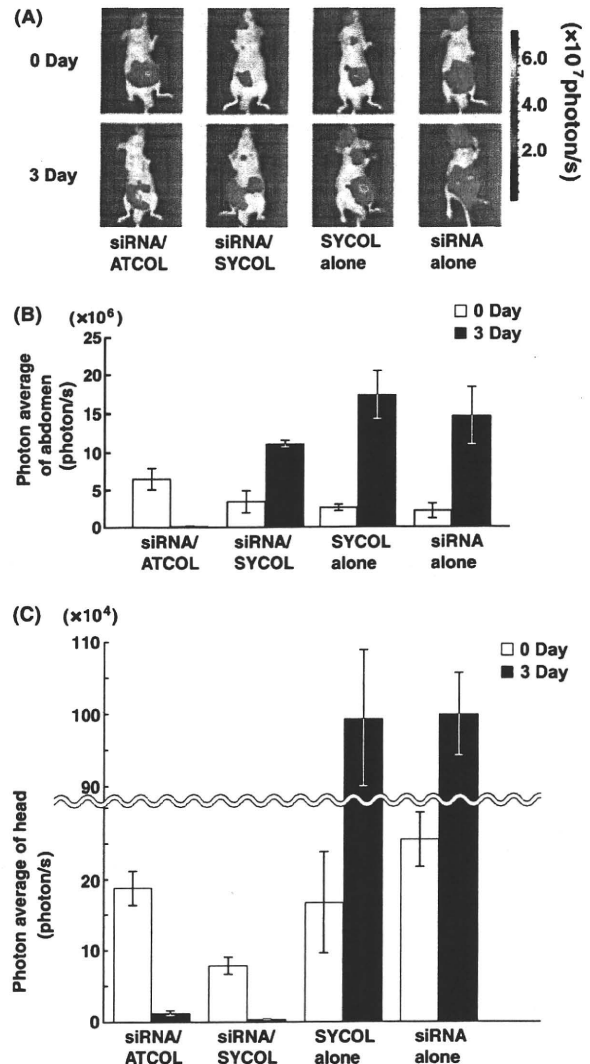 (A)
0 Day
3 Day
6.0
4.0
2.0
(×10⁷photon/s)
siRNA/ siRNA/ SYCOL siRNA
ATCOL SYCOL alone alone
(B) (×10⁶)
0 Day
3 Day
Photon average
of abdomen
(photon/s)
25
20
15
10
5
0
siRNA/ siRNA/ SYCOL siRNA
ATCOL SYCOL alone alone
(C) (×10⁴)
0 Day
3 Day
Photon average of head
(photon/s)
110
100
90
20
10
0
siRNA/ siRNA/ SYCOL siRNA
ATCOL SYCOL alone alone